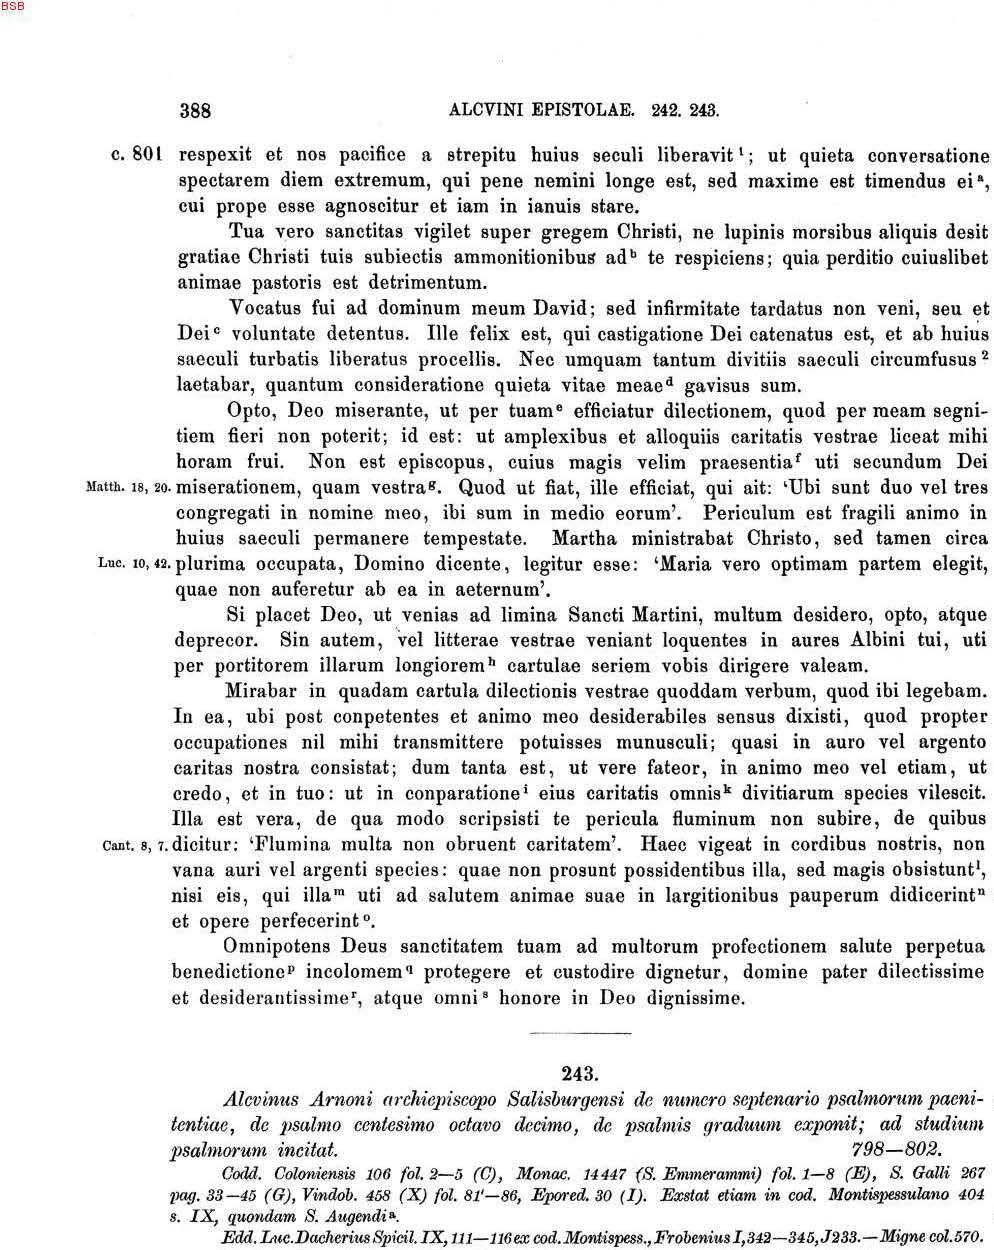 BSB
388 ALCVINI EPISTOLAE. 242. 243.
c. 801 respexit et nos pacifice a strepitu huius seculi liberavit ¹; ut quieta conversatione
spectarem diem extremum, qui pene nemini longe est, sed maxime est timendus ei ᵃ,
cui prope esse agnoscitur et iam in ianuis stare.
Tua vero sanctitas vigilet super gregem Christi, ne lupinis morsibus aliquis desit
gratiae Christi tuis subiectis ammonitionibus ad ᵇ te respiciens; quia perditio cuiuslibet
animae pastoris est detrimentum.
Vocatus fui ad dominum meum David; sed infirmitate tardatus non veni, seu et
Dei ᶜ voluntate detentus. Ille felix est, qui castigatione Dei catenatus est, et ab huius
saeculi turbatis liberatus procellis. Nec umquam tantum divitiis saeculi circumfusus ²
laetabar, quantum consideratione quieta vitae meae ᵈ gavisus sum.
Opto, Deo miserante, ut per tuam ᵉ efficiatur dilectionem, quod per meam segni-
tiem fieri non poterit; id est: ut amplexibus et alloquiis caritatis vestrae liceat mihi
horam frui. Non est episcopus, cuius magis velim praesentia ᶠ uti secundum Dei
Matth. 18, 20. miserationem, quam vestra ᵍ. Quod ut fiat, ille efficiat, qui ait: ‘Ubi sunt duo vel tres
congregati in nomine meo, ibi sum in medio eorum’. Periculum est fragili animo in
huius saeculi permanere tempestate. Martha ministrabat Christo, sed tamen circa
Luc. 10, 42. plurima occupata, Domino dicente, legitur esse: ‘Maria vero optimam partem elegit,
quae non auferetur ab ea in aeternum’.
Si placet Deo, ut venias ad limina Sancti Martini, multum desidero, opto, atque
deprecor. Sin autem, vel litterae vestrae veniant loquentes in aures Albini tui, uti
per portitorem illarum longiorem ʰ cartulae seriem vobis dirigere valeam.
Mirabar in quadam cartula dilectionis vestrae quoddam verbum, quod ibi legebam.
In ea, ubi post conpetentes et animo meo desiderabiles sensus dixisti, quod propter
occupationes nil mihi transmittere potuisses munusculi; quasi in auro vel argento
caritas nostra consistat; dum tanta est, ut vere fateor, in animo meo vel etiam, ut
credo, et in tuo: ut in conparatione ⁱ eius caritatis omnis ᵏ divitiarum species vilescit.
Illa est vera, de qua modo scripsisti te pericula fluminum non subire, de quibus
Cant. 8, 7. dicitur: ‘Flumina multa non obruent caritatem’. Haec vigeat in cordibus nostris, non
vana auri vel argenti species: quae non prosunt possidentibus illa, sed magis obsistunt ˡ,
nisi eis, qui illa ᵐ uti ad salutem animae suae in largitionibus pauperum didicerint ⁿ
et opere perfecerint ᵒ.
Omnipotens Deus sanctitatem tuam ad multorum profectionem salute perpetua
benedictione ᵖ incolomem q protegere et custodire dignetur, domine pater dilectissime
et desiderantissime ʳ, atque omni ˢ honore in Deo dignissime.
243.
Alcvinus Arnoni archiepiscopo Salisburgensi de numero septenario psalmorum paeni-
tentiae, de psalmo centesimo octavo decimo, de psalmis graduum exponit; ad studium
psalmorum incitat. 798—802.
Codd. Coloniensis 106 fol. 2—5 (C), Monac. 14447 (S. Emmerammi) fol. 1—8 (E), S. Galli 267
pag. 33—45 (G), Vindob. 458 (X) fol. 81'—86, Epored. 30 (I). Exstat etiam in cod. Montispessulano 404
s. IX, quondam S. Augendi ᵃ.
Edd. Luc. Dacherius Spicil. IX, 111—116 ex cod. Montispess., Frobenius I, 342—345, J 233. — Migne col. 570.